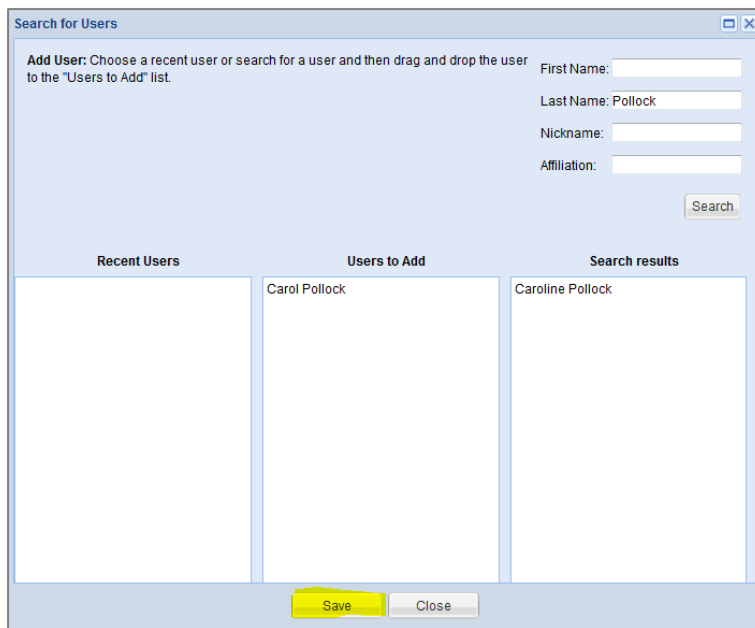 Search for Users
Add User: Choose a recent user or search for a user and then drag and drop the user
to the "Users to Add" list.
First Name:
Last Name: Pollock
Nickname:
Affiliation:
Search
Recent Users
Users to Add
Search results
Carol Pollock
Caroline Pollock
Save
Close